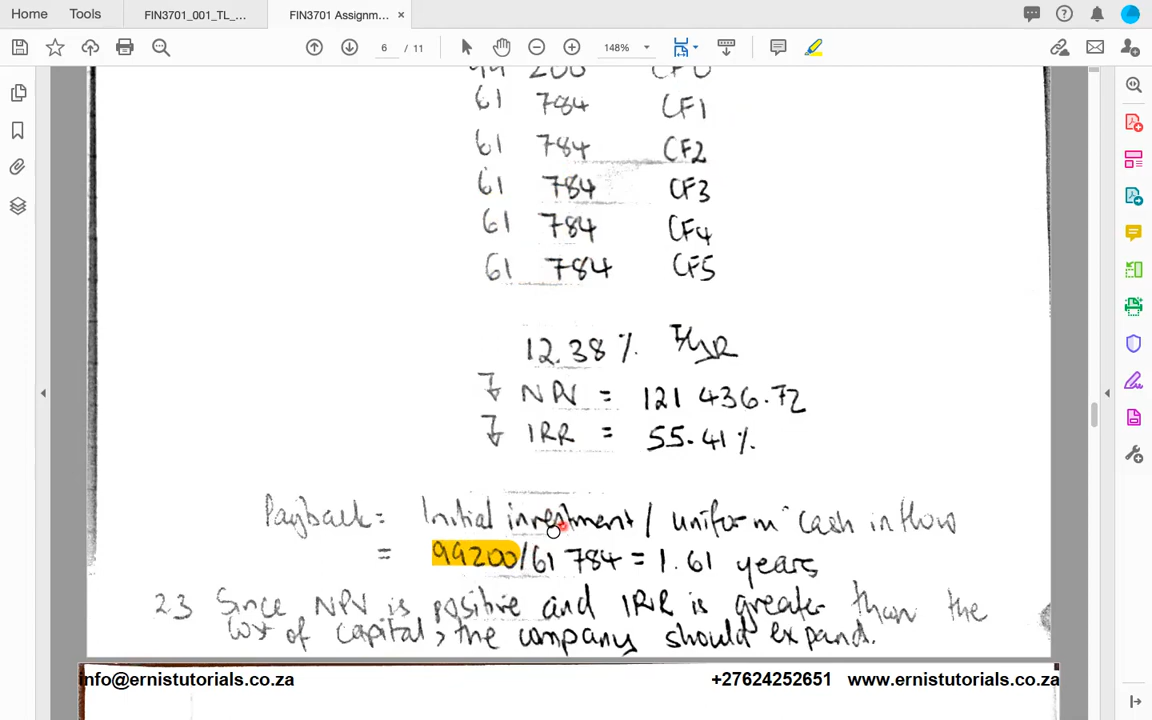 Home Tools FIN3701_001_TL_... FIN3701 Assignm... ×
6 / 11 148%
99 200 CF0
61 784 CF1
61 784 CF2
61 784 CF3
61 784 CF4
61 784 CF5
12.38 %
NPV = 121 436.72
IRR = 55.41 %.
Payback = Initial investment / uniform cash inflow
= 99200/61 784 = 1.61 years
2.3 Since NPV is positive and IRR is greater than the
cost of capital, the company should expand.
info@ernistutorials.co.za +27624252651 www.ernistutorials.co.za